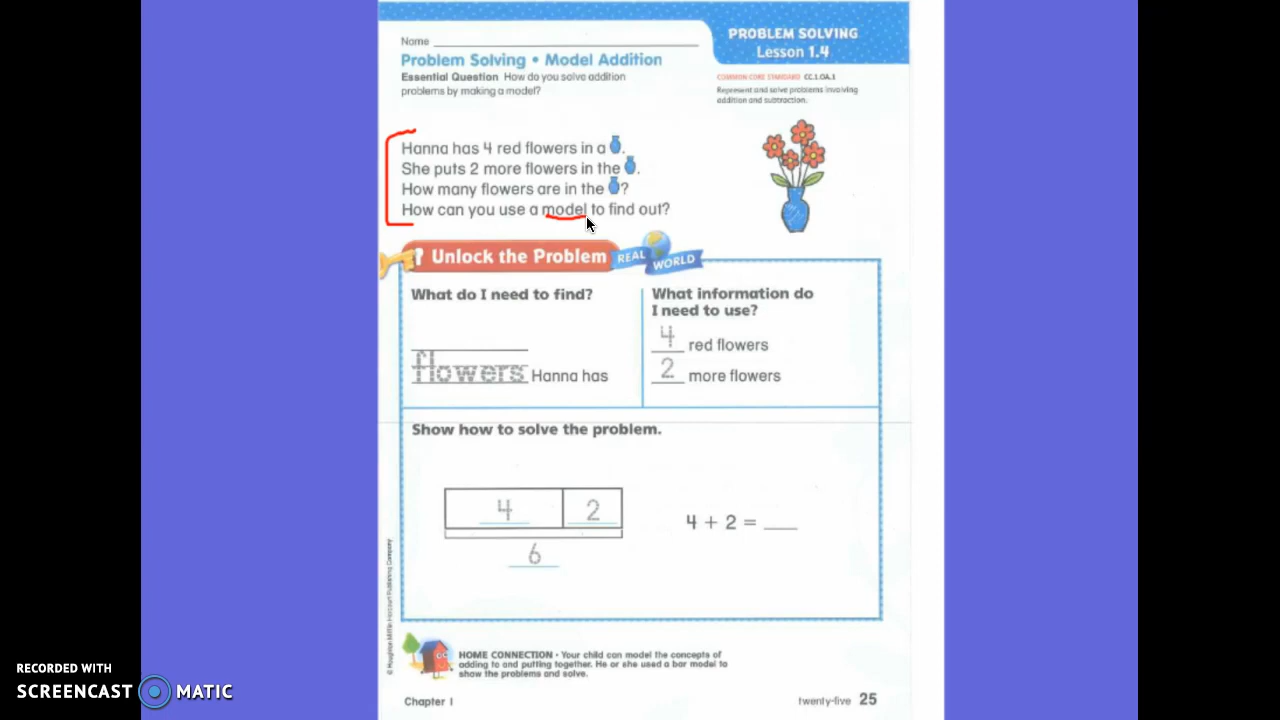 PROBLEM SOLVING
Lesson 1.4
Name
Problem Solving • Model Addition
Essential Question How do you solve addition
problems by making a model?
COMMON CORE STANDARD CC.1.OA.1
Represent and solve problems involving
addition and subtraction.
Hanna has 4 red flowers in a .
She puts 2 more flowers in the .
How many flowers are in the ?
How can you use a model to find out?
Unlock the Problem
REAL WORLD
What do I need to find?
flowers Hanna has
What information do
I need to use?
4 red flowers
2 more flowers
Show how to solve the problem.
4 2
6
4 + 2 = ___
© Houghton Mifflin Harcourt Publishing Company
HOME CONNECTION • Your child can model the concepts of
adding to and putting together. He or she used a bar model to
show the problems and solve.
Chapter 1
twenty-five 25
RECORDED WITH
SCREENCAST MATIC